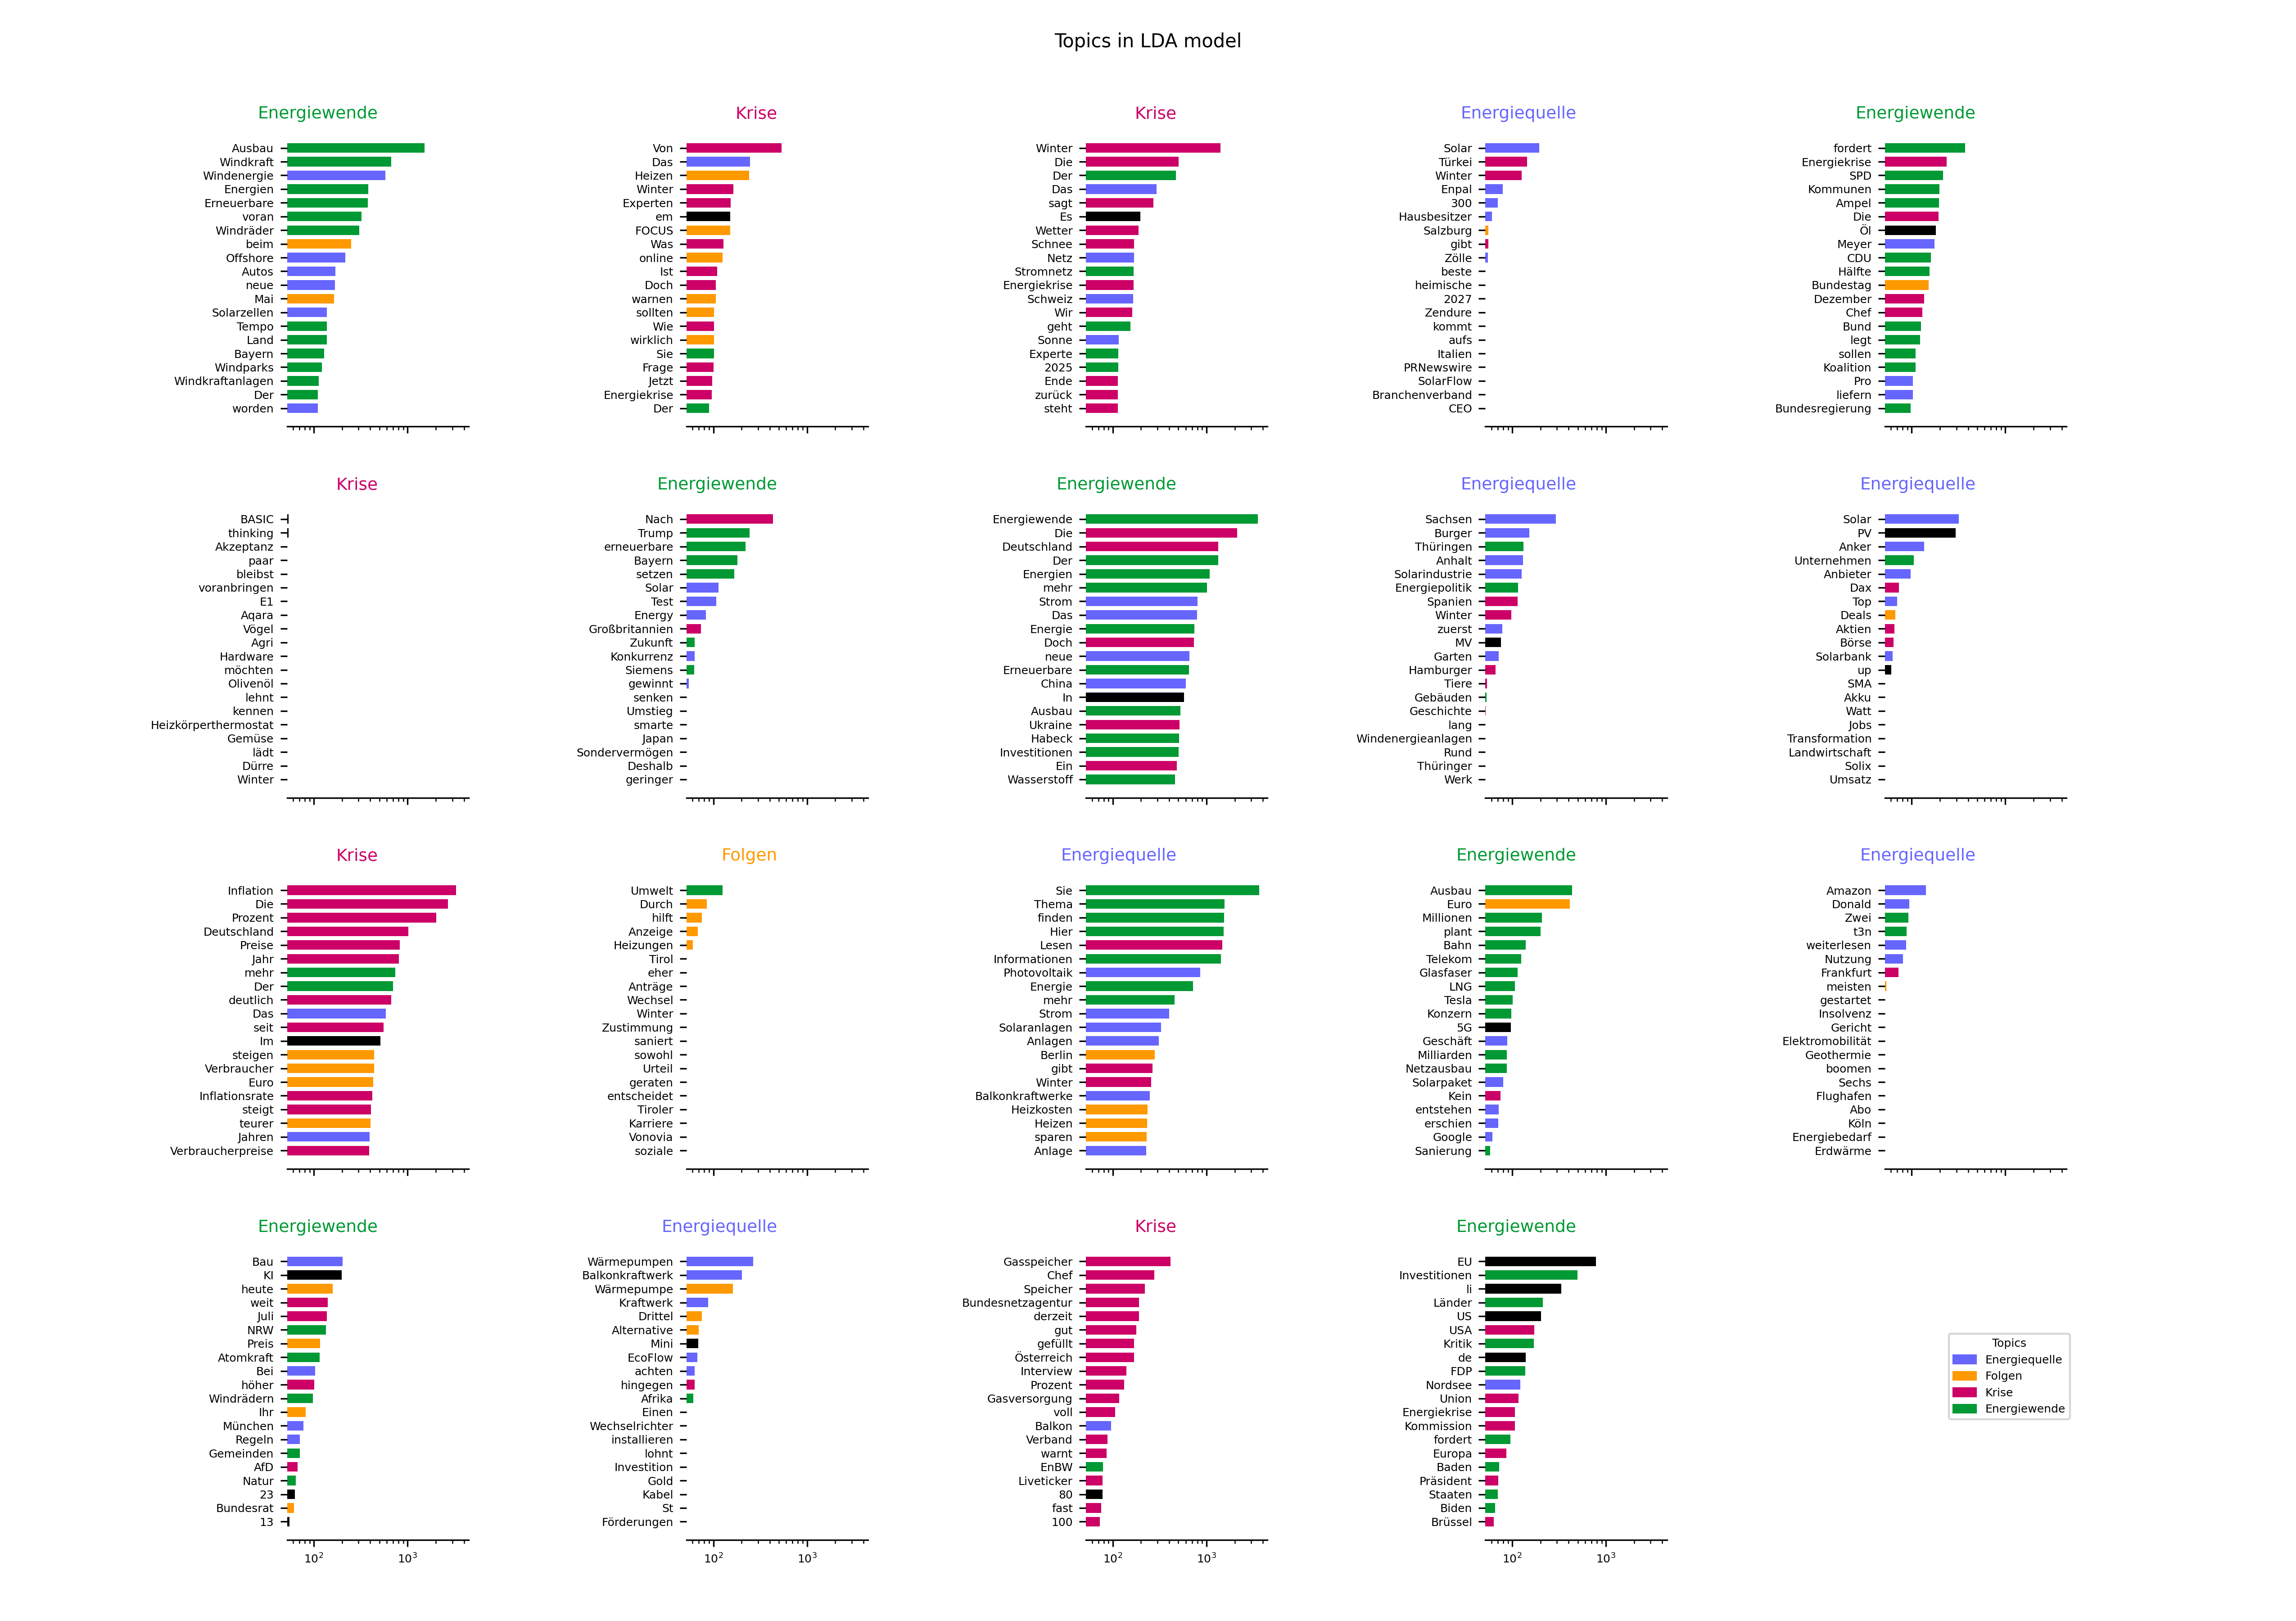 Topics in LDA model
Energiewende
Ausbau
Windkraft
Windenergie
Energien
Erneuerbare
voran
Windräder
beim
Offshore
Autos
neue
Mai
Solarzellen
Tempo
Land
Bayern
Windparks
Windkraftanlagen
Der
worden
Krise
Von
Das
Heizen
Winter
Experten
em
FOCUS
Was
online
Ist
Doch
warnen
sollten
Wie
wirklich
Sie
Frage
Jetzt
Energiekrise
Der
Krise
Winter
Die
Der
Das
sagt
Es
Wetter
Schnee
Netz
Stromnetz
Energiekrise
Schweiz
Wir
geht
Sonne
Experte
2025
Ende
zurück
steht
Energiequelle
Solar
Türkei
Winter
Enpal
300
Hausbesitzer
Salzburg
gibt
Zölle
beste
heimische
2027
Zendure
kommt
aufs
Italien
PRNewswire
SolarFlow
Branchenverband
CEO
Energiewende
fordert
Energiekrise
SPD
Kommunen
Ampel
Die
Öl
Meyer
CDU
Hälfte
Bundestag
Dezember
Chef
Bund
legt
sollen
Koalition
Pro
liefern
Bundesregierung
Krise
BASIC
thinking
Akzeptanz
paar
bleibst
voranbringen
E1
Aqara
Vögel
Agri
Hardware
möchten
Olivenöl
lehnt
kennen
Heizkörperthermostat
Gemüse
lädt
Dürre
Winter
Energiewende
Nach
Trump
erneuerbare
Bayern
setzen
Solar
Test
Energy
Großbritannien
Zukunft
Konkurrenz
Siemens
gewinnt
senken
Umstieg
smarte
Japan
Sondervermögen
Deshalb
geringer
Energiewende
Energiewende
Die
Deutschland
Der
Energien
mehr
Strom
Das
Energie
Doch
neue
Erneuerbare
China
In
Ausbau
Ukraine
Habeck
Investitionen
Ein
Wasserstoff
Energiequelle
Sachsen
Burger
Thüringen
Anhalt
Solarindustrie
Energiepolitik
Spanien
Winter
zuerst
MV
Garten
Hamburger
Tiere
Gebäuden
Geschichte
lang
Windenergieanlagen
Rund
Thüringer
Werk
Energiequelle
Solar
PV
Anker
Unternehmen
Anbieter
Dax
Top
Deals
Aktien
Börse
Solarbank
up
SMA
Akku
Watt
Jobs
Transformation
Landwirtschaft
Solix
Umsatz
Krise
Inflation
Die
Prozent
Deutschland
Preise
Jahr
mehr
Der
deutlich
Das
seit
Im
steigen
Verbraucher
Euro
Inflationsrate
steigt
teurer
Jahren
Verbraucherpreise
Folgen
Umwelt
Durch
hilft
Anzeige
Heizungen
Tirol
eher
Anträge
Wechsel
Winter
Zustimmung
saniert
sowohl
Urteil
geraten
entscheidet
Tiroler
Karriere
Vonovia
soziale
Energiequelle
Sie
Thema
finden
Hier
Lesen
Informationen
Photovoltaik
Energie
mehr
Strom
Solaranlagen
Anlagen
Berlin
gibt
Winter
Balkonkraftwerke
Heizkosten
Heizen
sparen
Anlage
Energiewende
Ausbau
Euro
Millionen
plant
Bahn
Telekom
Glasfaser
LNG
Tesla
Konzern
5G
Geschäft
Milliarden
Netzausbau
Solarpaket
Kein
entstehen
erschien
Google
Sanierung
Energiequelle
Amazon
Donald
Zwei
t3n
weiterlesen
Nutzung
Frankfurt
meisten
gestartet
Insolvenz
Gericht
Elektromobilität
Geothermie
boomen
Sechs
Flughafen
Abo
Köln
Energiebedarf
Erdwärme
Energiewende
Bau
KI
heute
weit
Juli
NRW
Preis
Atomkraft
Bei
höher
Windrädern
Ihr
München
Regeln
Gemeinden
AfD
Natur
23
Bundesrat
13
10² 10³
Energiequelle
Wärmepumpen
Balkonkraftwerk
Wärmepumpe
Kraftwerk
Drittel
Alternative
Mini
EcoFlow
achten
hingegen
Afrika
Einen
Wechselrichter
installieren
lohnt
Investition
Gold
Kabel
St
Förderungen
10² 10³
Krise
Gasspeicher
Chef
Speicher
Bundesnetzagentur
derzeit
gut
gefüllt
Österreich
Interview
Prozent
Gasversorgung
voll
Balkon
Verband
warnt
EnBW
Liveticker
80
fast
100
10² 10³
Energiewende
EU
Investitionen
li
Länder
US
USA
Kritik
de
FDP
Nordsee
Union
Energiekrise
Kommission
fordert
Europa
Baden
Präsident
Staaten
Biden
Brüssel
10² 10³
Topics
Energiequelle
Folgen
Krise
Energiewende